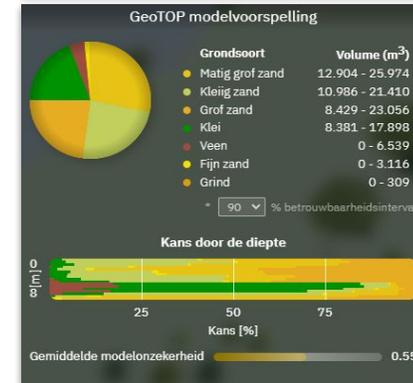 GeoTOP modelvoorspelling
Grondsoort Volume (m³)
Matig grof zand 12.904 - 25.974
Kleiig zand 10.986 - 21.410
Grof zand 8.429 - 23.056
Klei 8.381 - 17.898
Veen 0 - 6.539
Fijn zand 0 - 3.116
Grind 0 - 309
* 90 % betrouwbaarheidsinterva
Kans door de diepte
0
[m]
8
25 50 75
Kans [%]
Gemiddelde modelonzekerheid 0.55